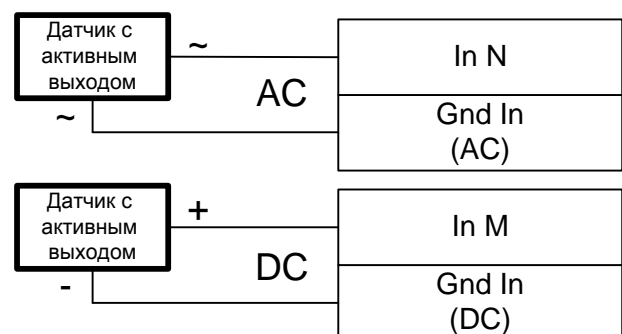 Датчик с
активным
выходом
~
~
AC
In N
Gnd In
(AC)
Датчик с
активным
выходом
+
-
DC
In M
Gnd In
(DC)